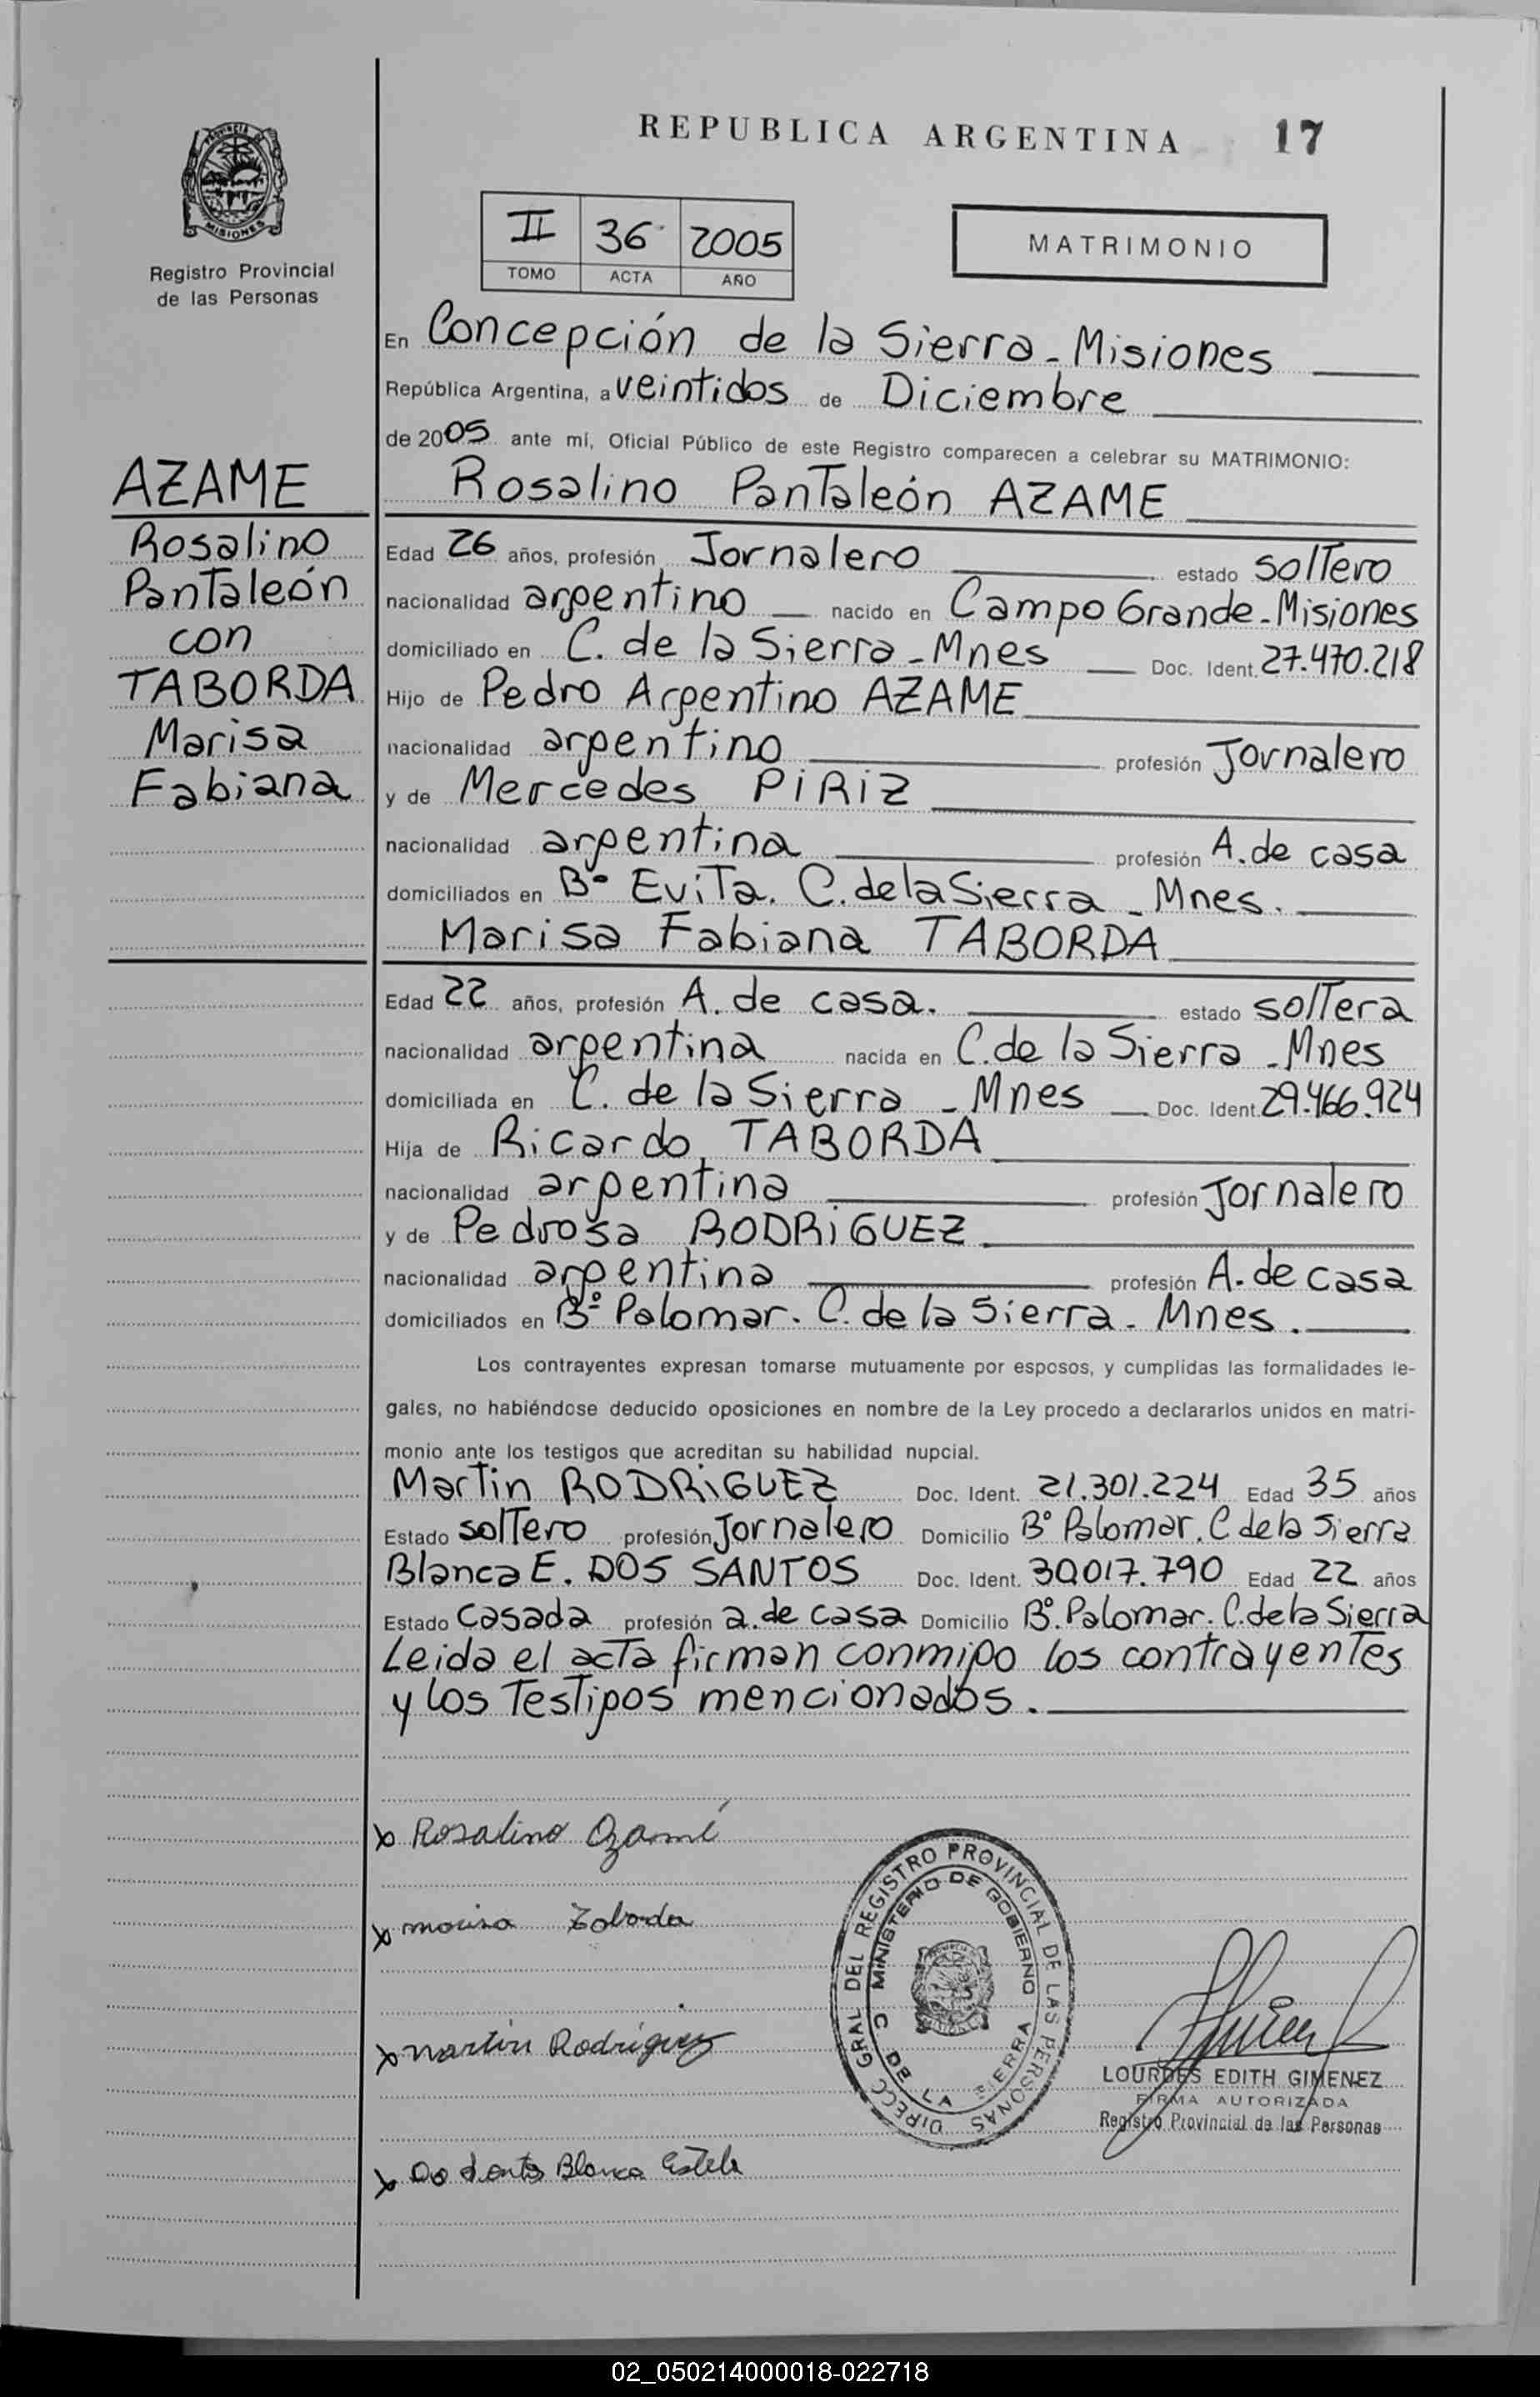 REPUBLICA ARGENTINA 17
PROVINCIA DE
MISIONES
Registro Provincial
de las Personas
II 36 2005
TOMO ACTA AÑO
MATRIMONIO
En Concepción de la Sierra - Misiones
República Argentina, a veintidos de Diciembre
de 2005 ante mí, Oficial Público de este Registro comparecen a celebrar su MATRIMONIO:
AZAME
Rosalino
Pantaleón
con
TABORDA
Marisa
Fabiana
Rosalino Pantaleón AZAME
Edad 26 años, profesión Jornalero estado soltero
nacionalidad argentino nacido en Campo Grande - Misiones
domiciliado en C. de la Sierra - Mnes Doc. Ident. 27.470.218
Hijo de Pedro Argentino AZAME
nacionalidad argentino profesión Jornalero
y de Mercedes PIRIZ
nacionalidad argentina profesión A. de casa
domiciliados en Bº Evita. C. de la Sierra - Mnes.
Marisa Fabiana TABORDA
Edad 22 años, profesión A. de casa. estado soltera
nacionalidad argentina nacida en C. de la Sierra - Mnes
domiciliada en C. de la Sierra - Mnes Doc. Ident. 29.466.924
Hija de Ricardo TABORDA
nacionalidad argentina profesión Jornalero
y de Pedrosa RODRIGUEZ
nacionalidad argentina profesión A. de casa
domiciliados en Bº Palomar. C. de la Sierra - Mnes.
Los contrayentes expresan tomarse mutuamente por esposos, y cumplidas las formalidades le-
gales, no habiéndose deducido oposiciones en nombre de la Ley procedo a declararlos unidos en matri-
monio ante los testigos que acreditan su habilidad nupcial.
Martin RODRIGUEZ Doc. Ident. 21.301.224 Edad 35 años
Estado soltero profesión Jornalero Domicilio Bº Palomar. C de la Sierra
Blanca E. DOS SANTOS Doc. Ident. 30.017.790 Edad 22 años
Estado casada profesión a. de casa Domicilio Bº. Palomar. C. de la Sierra
Leida el acta firman conmigo los contrayentes
y los testigos mencionados.
x Rosalino Azamé
x marisa Taborda
x martin Rodriguez
x Do Santo Blanca Estela
DIRECC GRAL DEL REGISTRO PROVINCIAL DE LAS PERSONAS
MINISTERIO DE GOBIERNO
C DE LA SIERRA
LOURDES EDITH GIMENEZ
FIRMA AUTORIZADA
Registro Provincial de las Personas
02_050214000018-022718